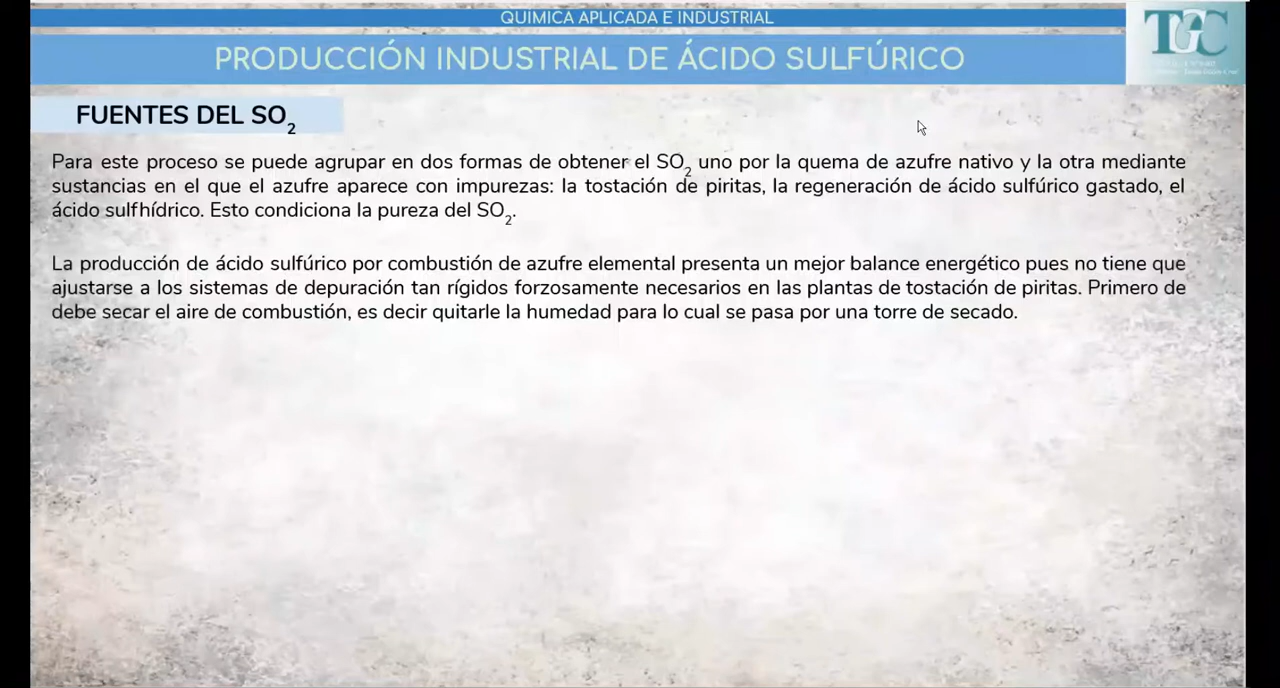 QUIMICA APLICADA E INDUSTRIAL
PRODUCCIÓN INDUSTRIAL DE ÁCIDO SULFÚRICO
TGC
FUENTES DEL SO2
Para este proceso se puede agrupar en dos formas de obtener el SO2 uno por la quema de azufre nativo y la otra mediante
sustancias en el que el azufre aparece con impurezas: la tostación de piritas, la regeneración de ácido sulfúrico gastado, el
ácido sulfhídrico. Esto condiciona la pureza del SO2.
La producción de ácido sulfúrico por combustión de azufre elemental presenta un mejor balance energético pues no tiene que
ajustarse a los sistemas de depuración tan rígidos forzosamente necesarios en las plantas de tostación de piritas. Primero de
debe secar el aire de combustión, es decir quitarle la humedad para lo cual se pasa por una torre de secado.